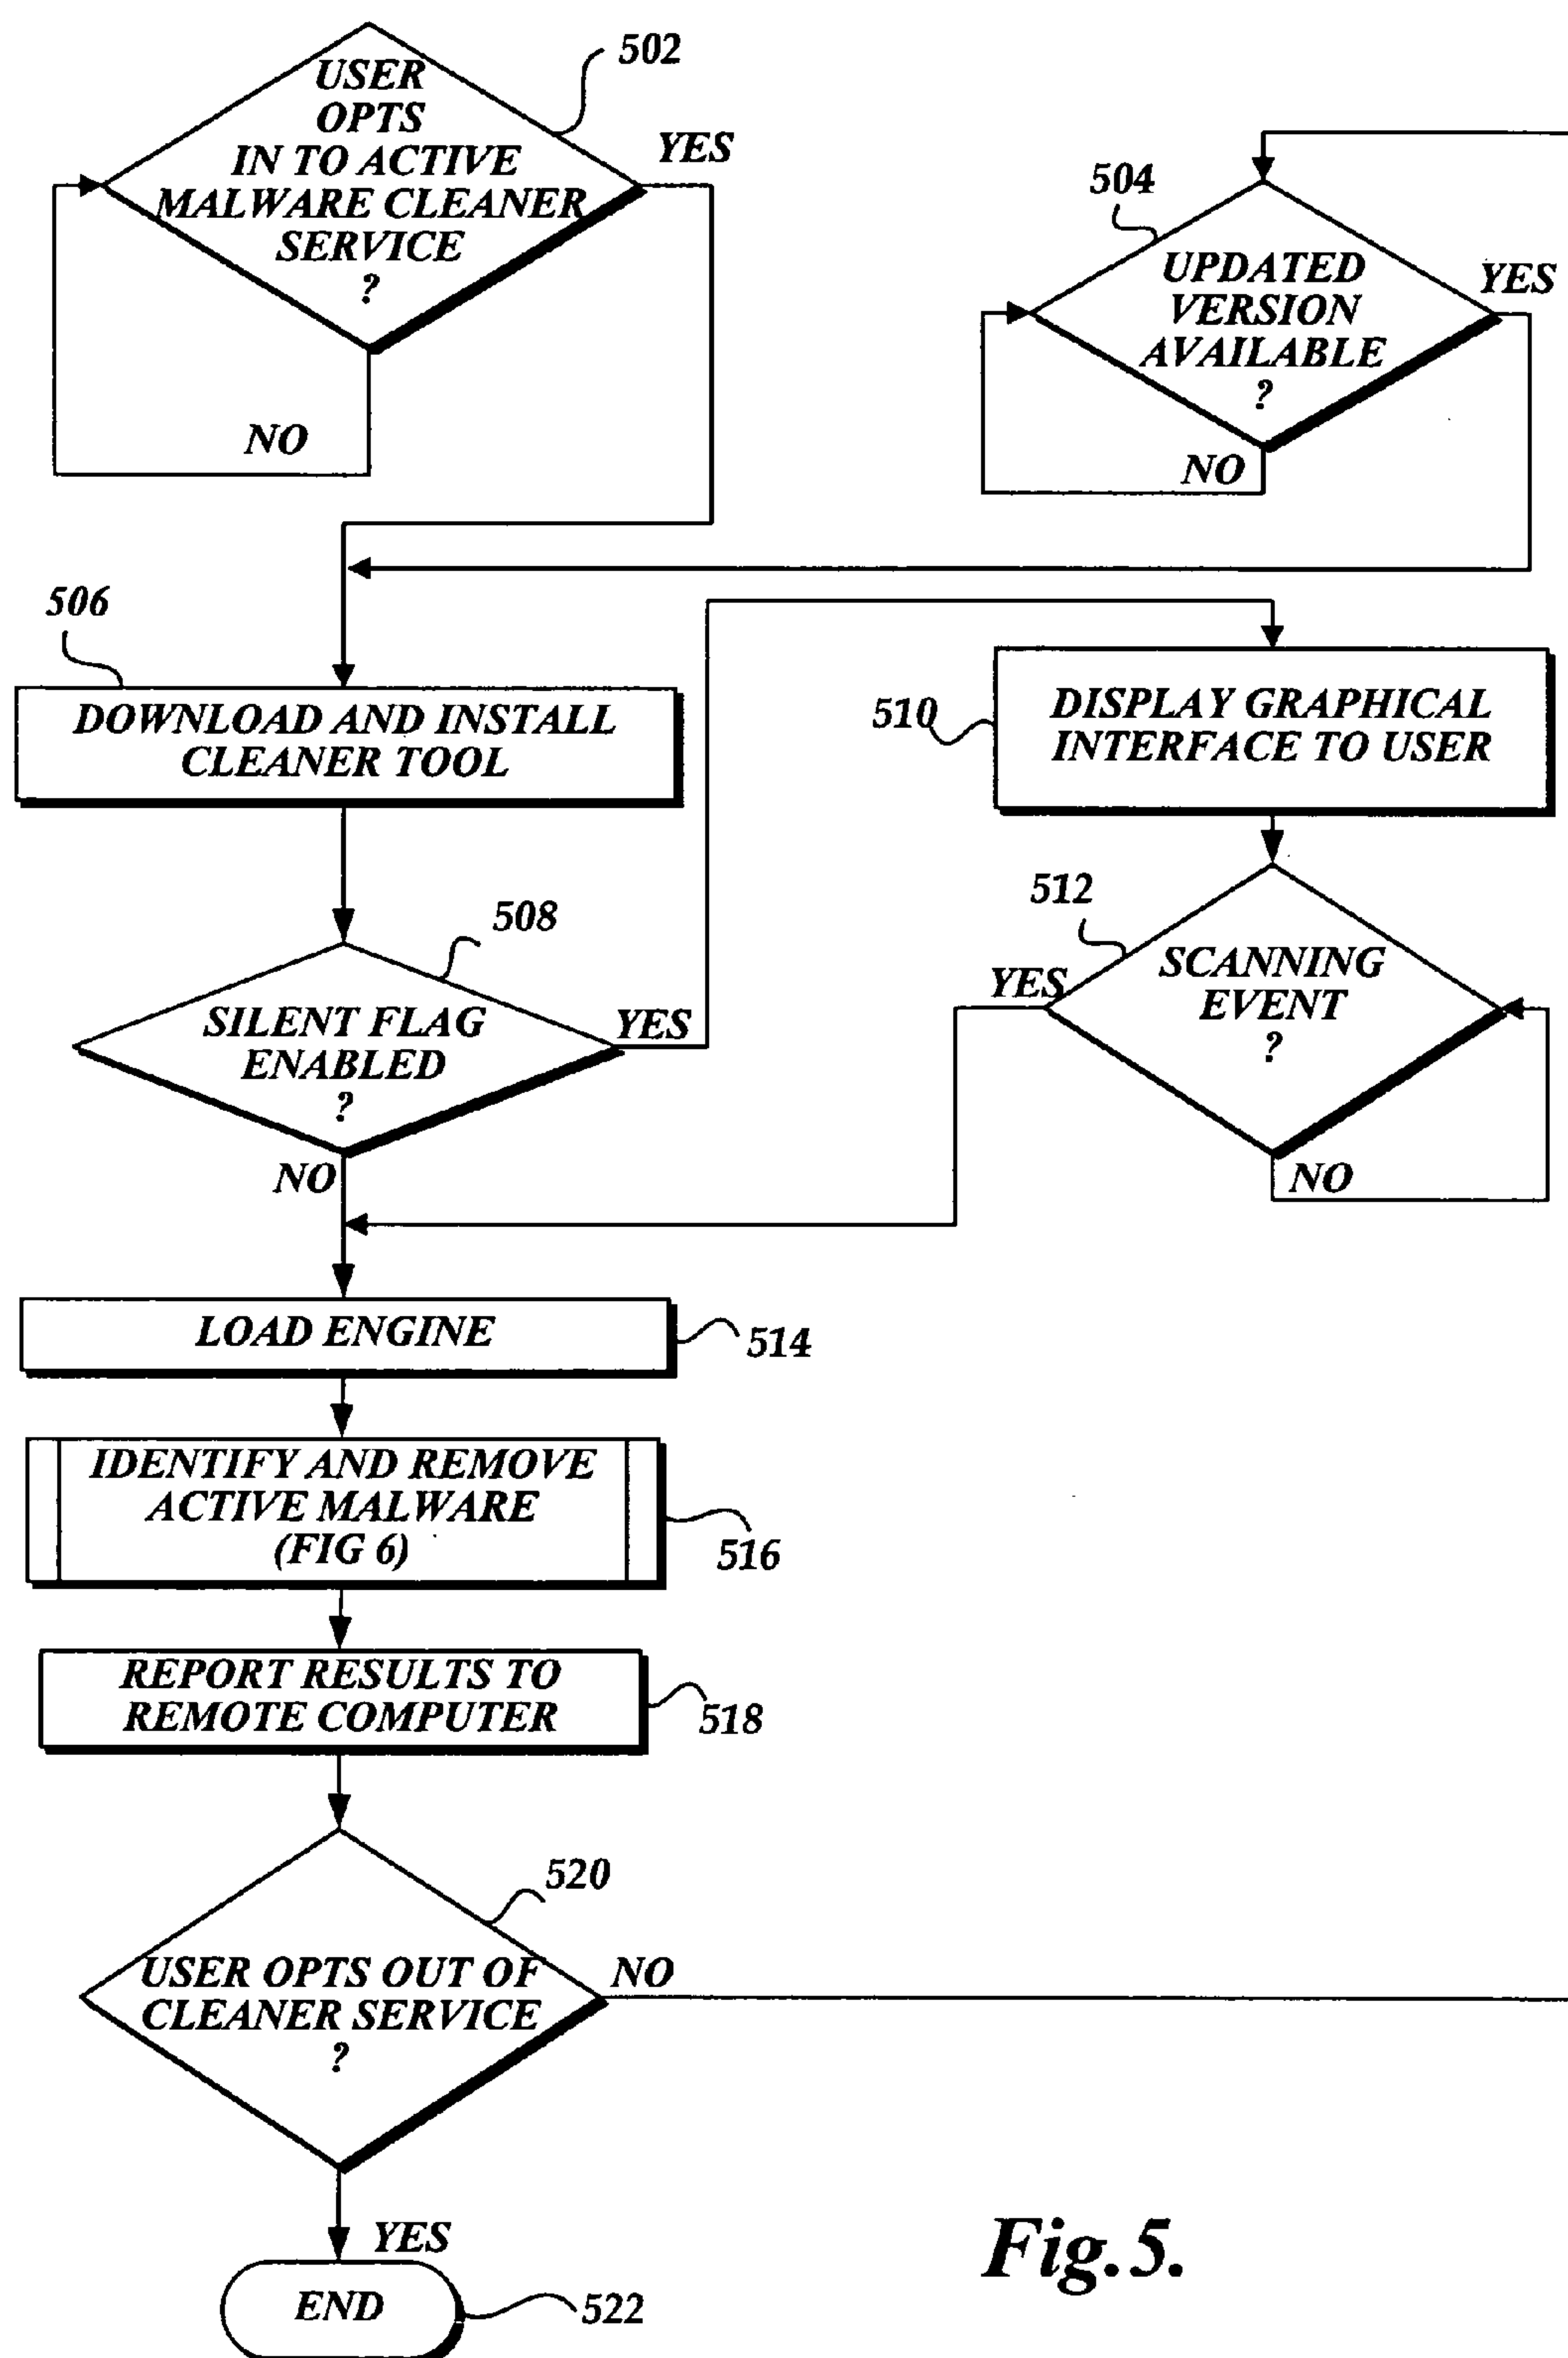 502
USER
OPTS
IN TO ACTIVE
MALWARE CLEANER
SERVICE
?
YES
NO
504
UPDATED
VERSION
AVAILABLE
?
YES
NO
506
DOWNLOAD AND INSTALL
CLEANER TOOL
510
DISPLAY GRAPHICAL
INTERFACE TO USER
508
SILENT FLAG
ENABLED
?
YES
NO
512
SCANNING
EVENT
?
YES
NO
LOAD ENGINE
514
IDENTIFY AND REMOVE
ACTIVE MALWARE
(FIG 6)
516
REPORT RESULTS TO
REMOTE COMPUTER
518
520
USER OPTS OUT OF
CLEANER SERVICE
?
NO
YES
END
522
Fig.5.